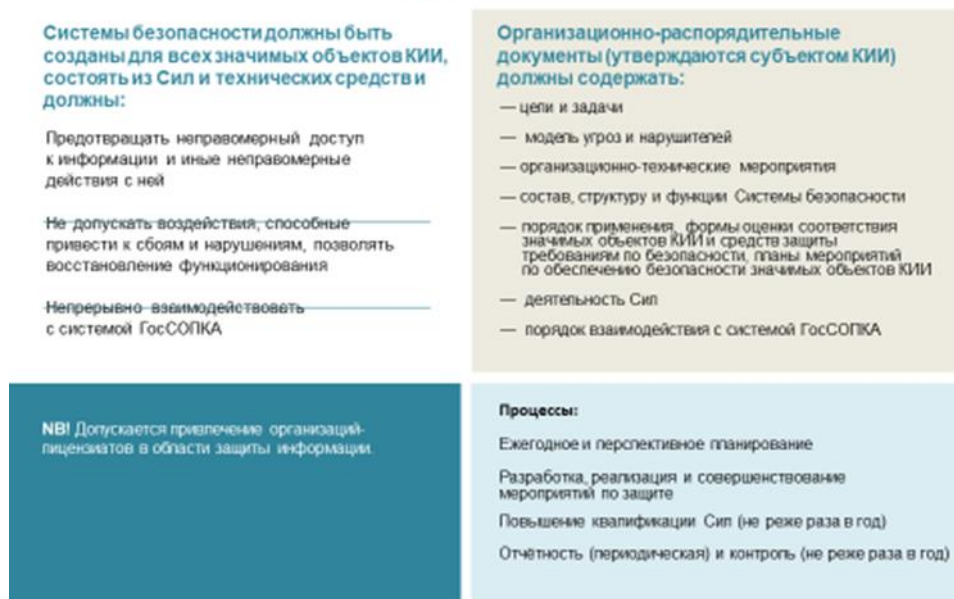 Системы безопасности должны быть
созданы для всех значимых объектов КИИ,
состоять из Сил и технических средств и
должны:
Предотвращать неправомерный доступ
к информации и иные неправомерные
действия с ней
Не допускать воздействия, способные
привести к сбоям и нарушениям, позволять
восстановление функционирования
Непрерывно взаимодействовать
с системой ГосСОПКА
Организационно-распорядительные
документы (утверждаются субъектом КИИ)
должны содержать:
— цели и задачи
— модель угроз и нарушителей
— организационно-технические мероприятия
— состав, структуру и функции Системы безопасности
— порядок применения, формы оценки соответствия
значимых объектов КИИ и средств защиты
требованиям по безопасности, планы мероприятий
по обеспечению безопасности значимых объектов КИИ
— деятельность Сил
— порядок взаимодействия с системой ГосСОПКА
NB! Допускается привлечение организаций-
лицензиатов в области защиты информации.
Процессы:
Ежегодное и перспективное планирование
Разработка, реализация и совершенствование
мероприятий по защите
Повышение квалификации Сил (не реже раза в год)
Отчётность (периодическая) и контроль (не реже раза в год)